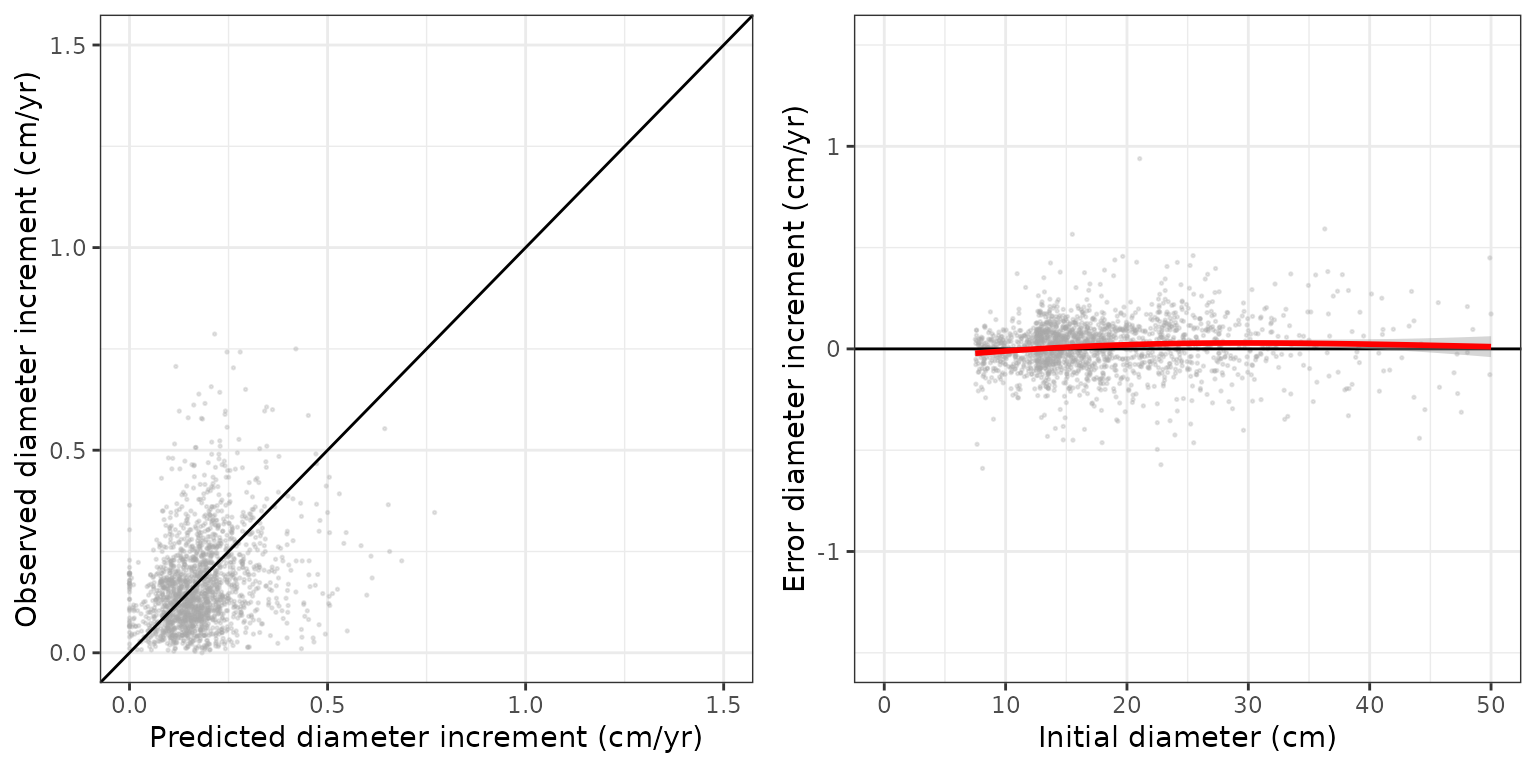 Observed diameter increment (cm/yr)
1.5
1.0
0.5
0.0
0.0 0.5 1.0 1.5
Predicted diameter increment (cm/yr)
Error diameter increment (cm/yr)
1
0
-1
0 10 20 30 40 50
Initial diameter (cm)